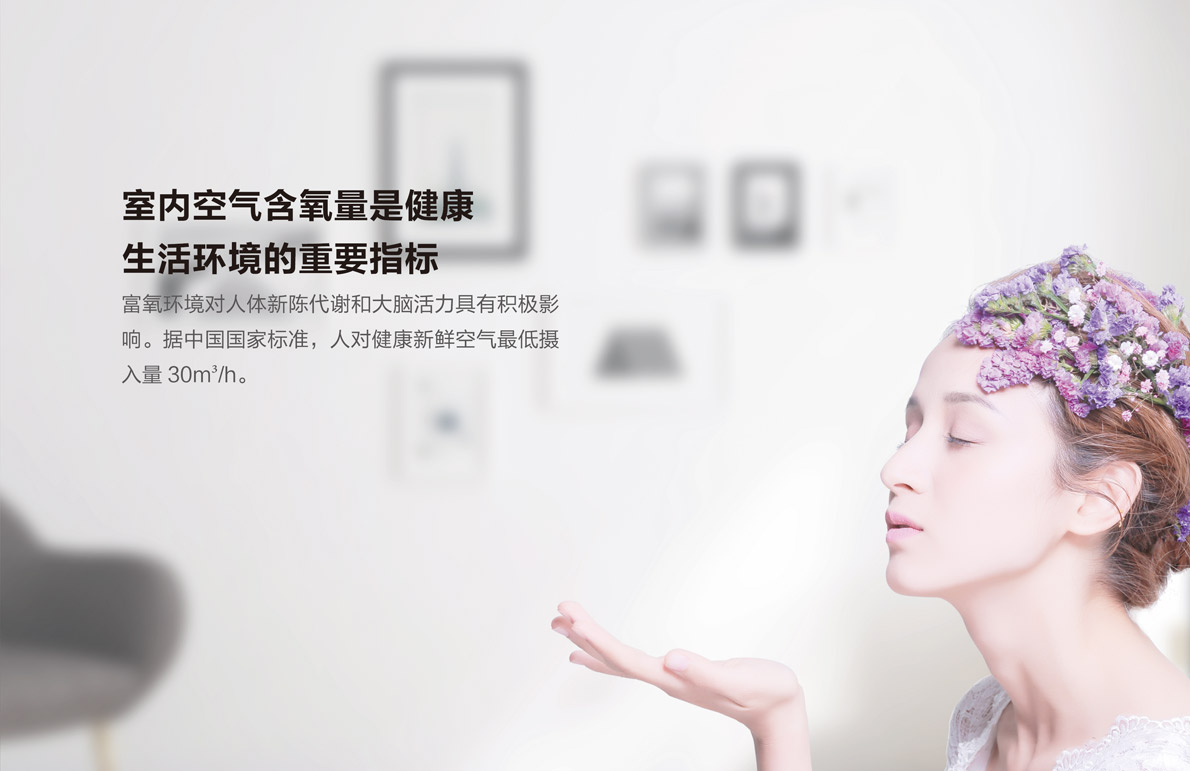 室内空气含氧量是健康
生活环境的重要指标
富氧环境对人体新陈代谢和大脑活力具有积极影
响。据中国国家标准，人对健康新鲜空气最低摄
入量 30m³/h。